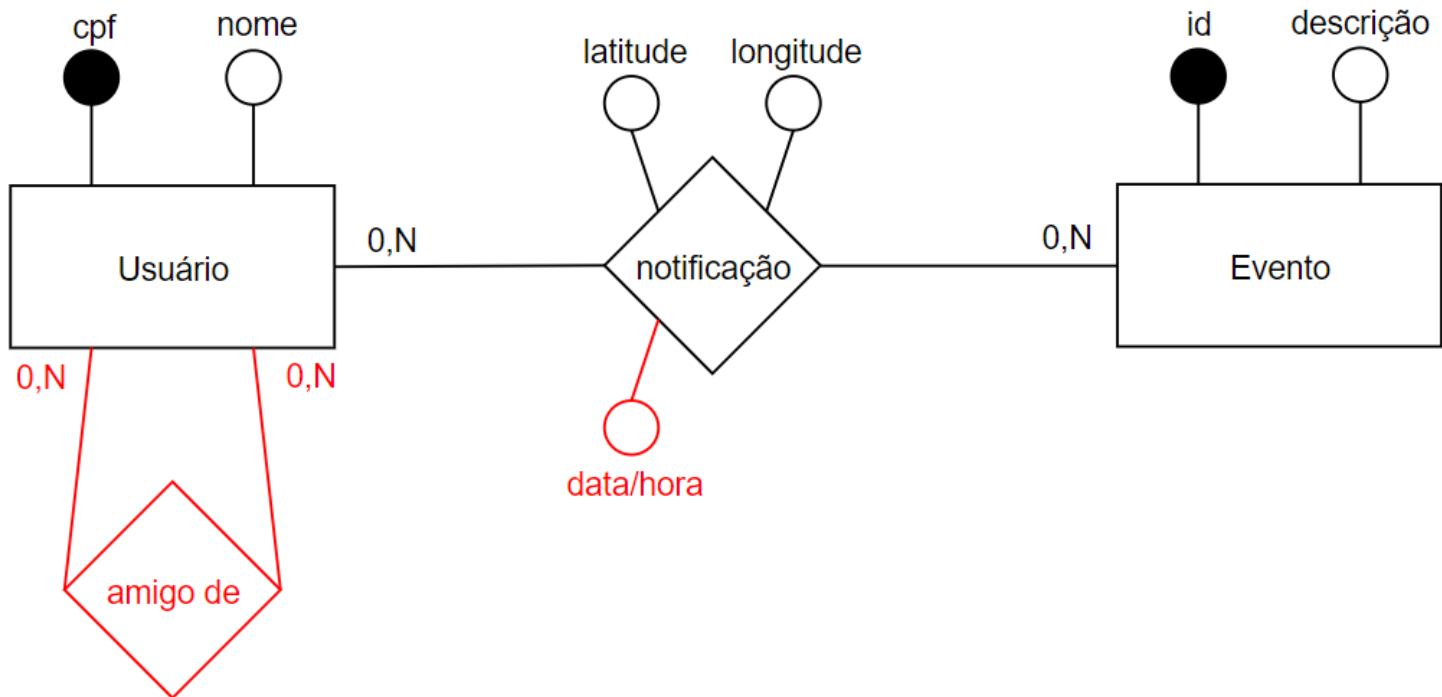 cpf
nome
latitude
longitude
id
descrição
Usuário
0,N
notificação
0,N
Evento
0,N
0,N
data/hora
amigo de